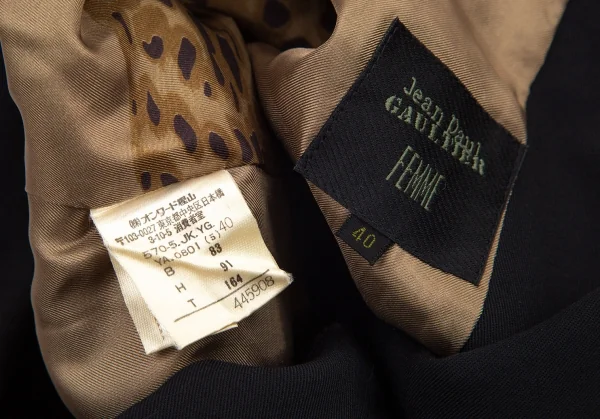 ㈱オンワード樫山
〒103-0027 東京都中央区日本橋
3-10-5 消費者室
570-5. JK, YG.
YA. 0801 (S) 40
B 83
H 91
T 164
445908
Jean Paul
GAULTIER
FEMME
40